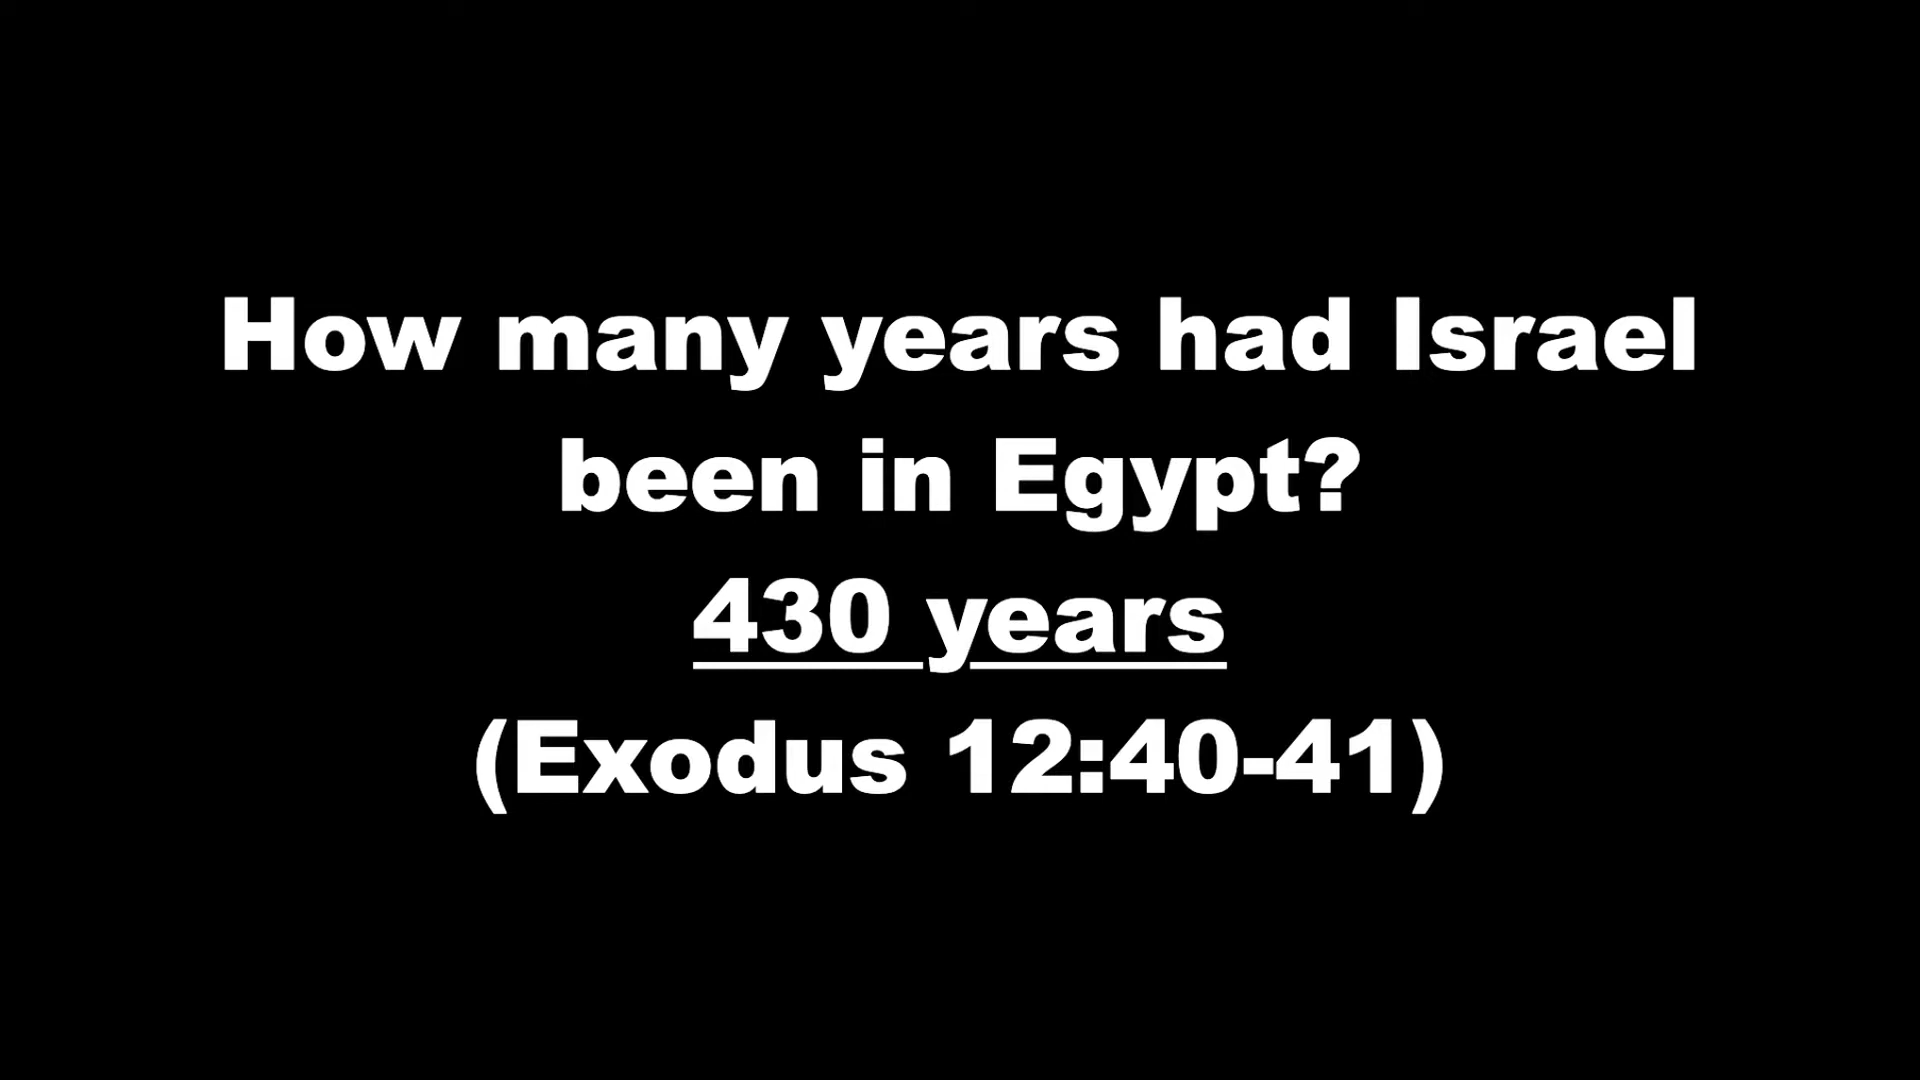 How many years had Israel
been in Egypt?
430 years
(Exodus 12:40-41)